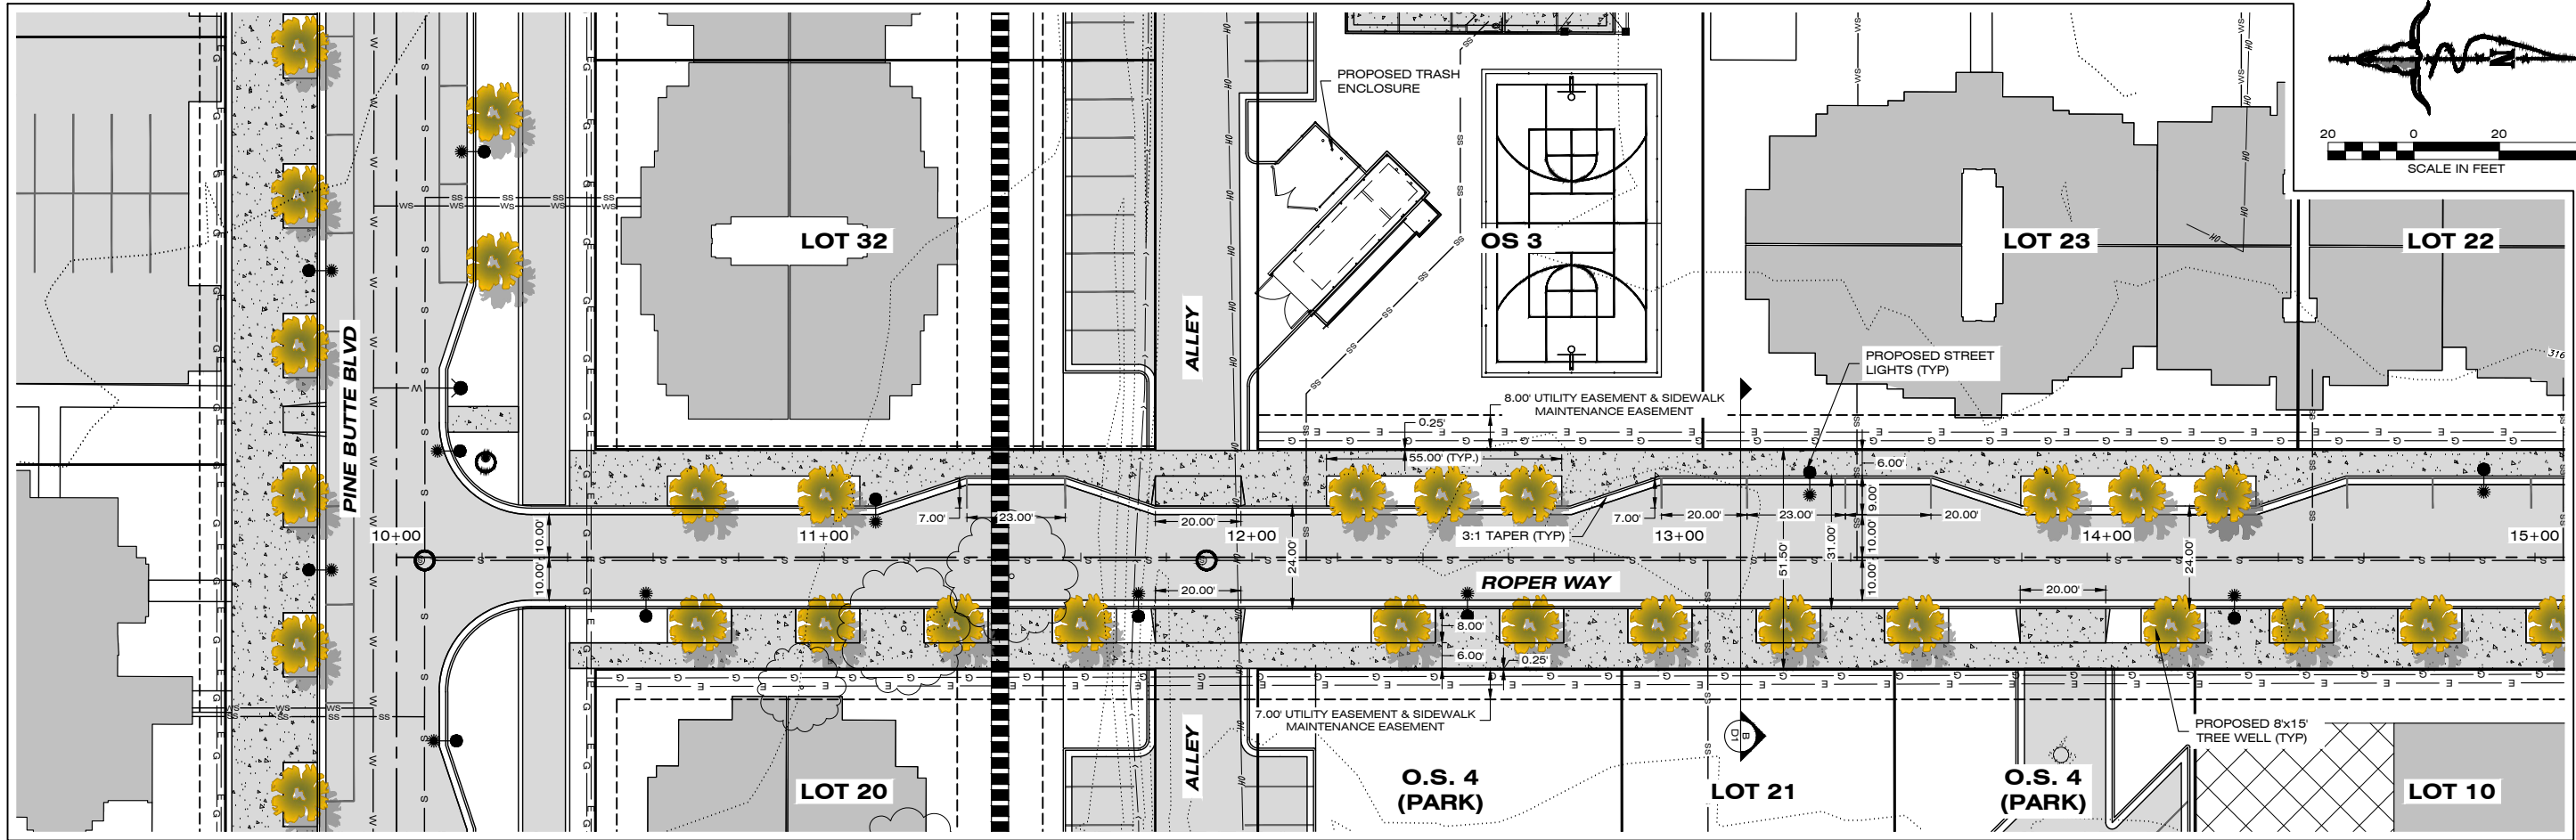 PROPOSED TRASH
ENCLOSURE
N
20 0 20
SCALE IN FEET
LOT 32
OS 3
LOT 23
LOT 22
PINE BUTTE BLVD
ALLEY
316
PROPOSED STREET
LIGHTS (TYP)
8.00' UTILITY EASEMENT & SIDEWALK
MAINTENANCE EASEMENT
0.25'
55.00' (TYP.)
6.00'
9.00'
7.00'
23.00'
20.00'
7.00'
20.00'
23.00'
20.00'
3:1 TAPER (TYP)
10+00
11+00
12+00
13+00
14+00
15+00
10.00'
10.00'
24.00'
51.50'
31.00'
10.00'
10.00'
24.00'
ROPER WAY
20.00'
20.00'
8.00'
6.00'
0.25'
7.00' UTILITY EASEMENT & SIDEWALK
MAINTENANCE EASEMENT
B
D1
PROPOSED 8'x15'
TREE WELL (TYP)
LOT 20
ALLEY
O.S. 4
(PARK)
LOT 21
O.S. 4
(PARK)
LOT 10